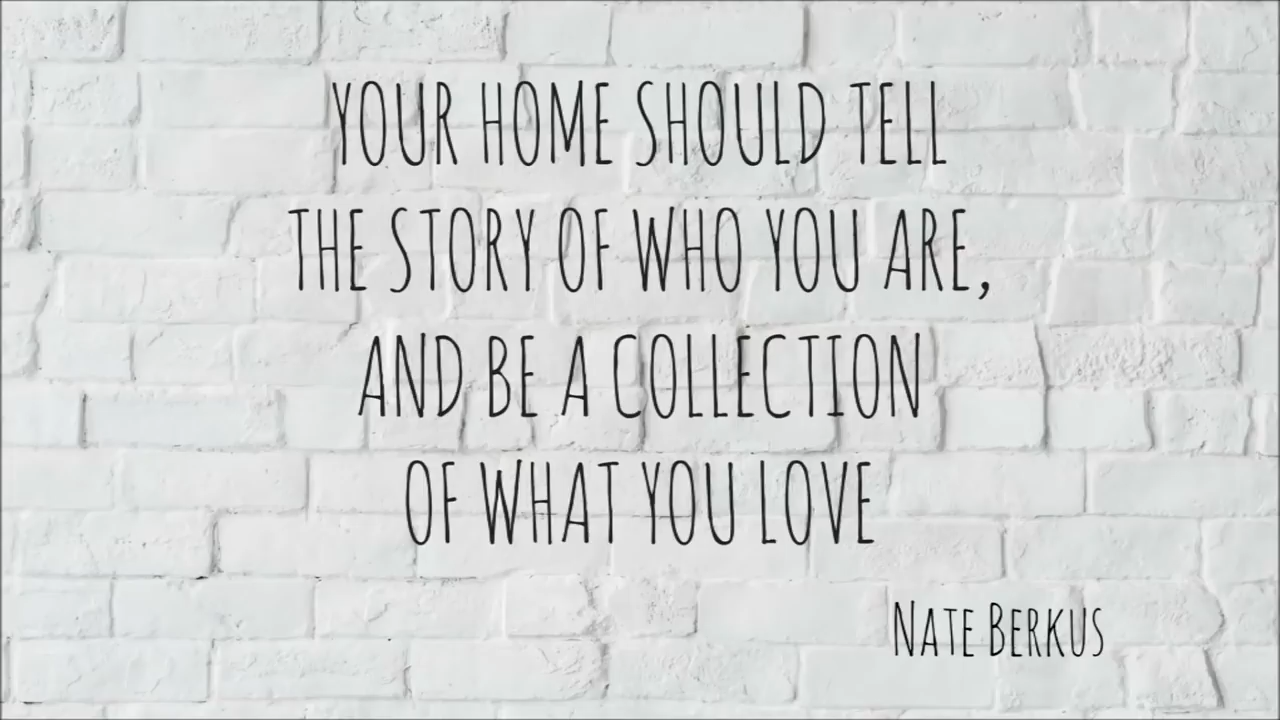 YOUR HOME SHOULD TELL
THE STORY OF WHO YOU ARE,
AND BE A COLLECTION
OF WHAT YOU LOVE
NATE BERKUS